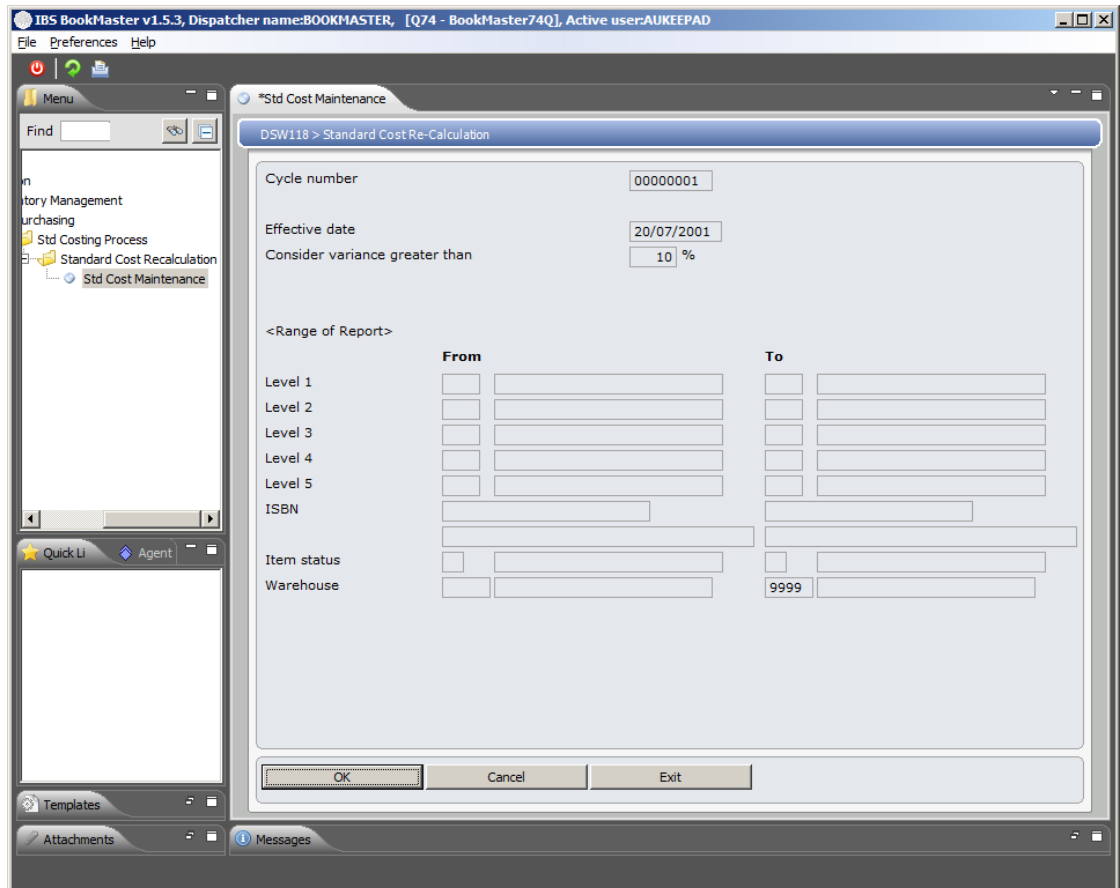 IBS BookMaster v1.5.3, Dispatcher name:BOOKMASTER, [Q74 - BookMaster74Q], Active user:AUKEEPAD
File Preferences Help
Menu
*Std Cost Maintenance
Find
DSW118 > Standard Cost Re-Calculation
on
itory Management
urchasing
Std Costing Process
Standard Cost Recalculation
Std Cost Maintenance
Cycle number 00000001
Effective date 20/07/2001
Consider variance greater than 10 %
<Range of Report>
From To
Level 1
Level 2
Level 3
Level 4
Level 5
ISBN
Item status
Warehouse 9999
Quick Li Agent
OK Cancel Exit
Templates
Attachments
Messages